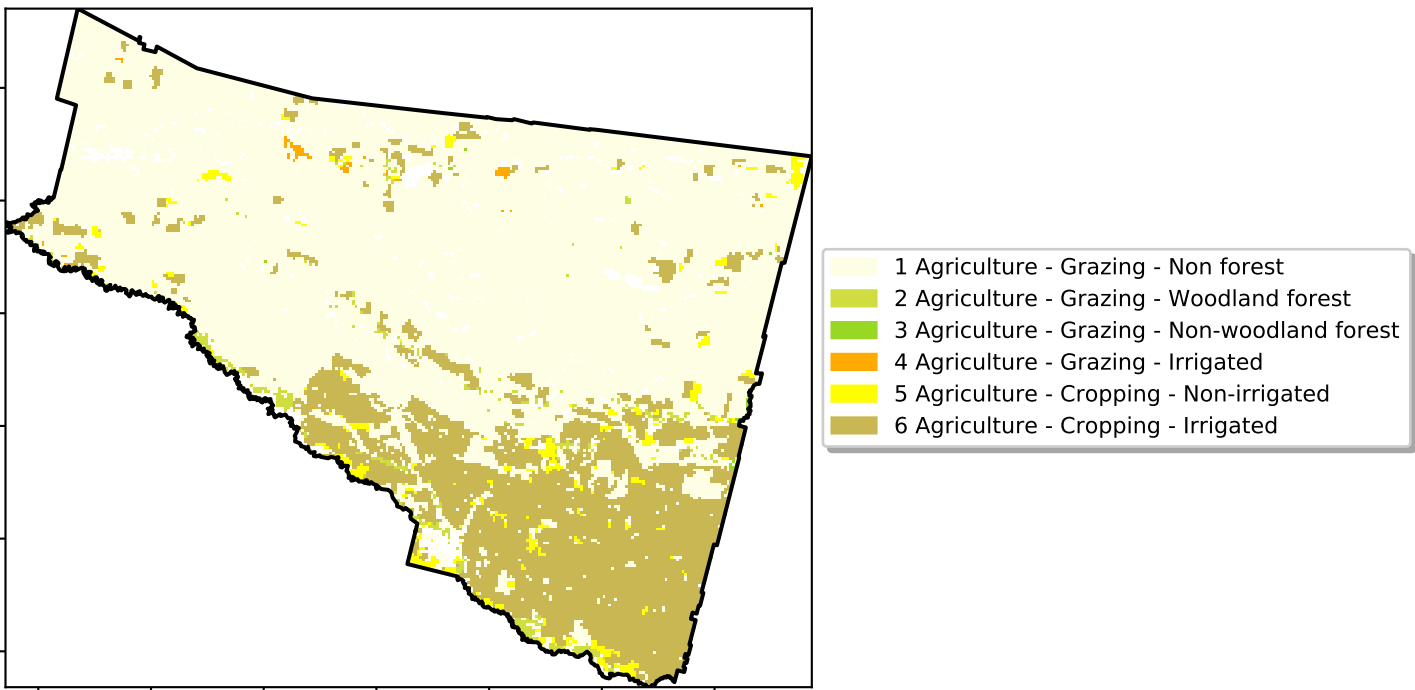 1 Agriculture - Grazing - Non forest
2 Agriculture - Grazing - Woodland forest
3 Agriculture - Grazing - Non-woodland forest
4 Agriculture - Grazing - Irrigated
5 Agriculture - Cropping - Non-irrigated
6 Agriculture - Cropping - Irrigated